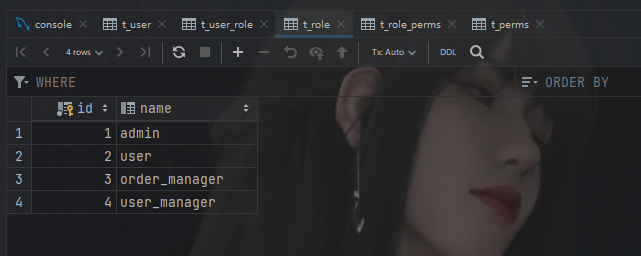 console t_user t_user_role t_role t_role_perms t_perms
4 rows Tx: Auto DDL
WHERE ORDER BY
id name
1 1 admin
2 2 user
3 3 order_manager
4 4 user_manager